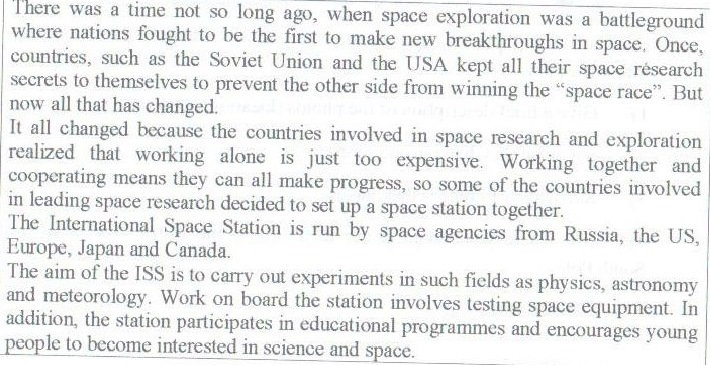 There was a time not so long ago, when space exploration was a battleground
where nations fought to be the first to make new breakthroughs in space. Once,
countries, such as the Soviet Union and the USA kept all their space research
secrets to themselves to prevent the other side from winning the “space race”. But
now all that has changed.
It all changed because the countries involved in space research and exploration
realized that working alone is just too expensive. Working together and
cooperating means they can all make progress, so some of the countries involved
in leading space research decided to set up a space station together.
The International Space Station is run by space agencies from Russia, the US,
Europe, Japan and Canada.
The aim of the ISS is to carry out experiments in such fields as physics, astronomy
and meteorology. Work on board the station involves testing space equipment. In
addition, the station participates in educational programmes and encourages young
people to become interested in science and space.